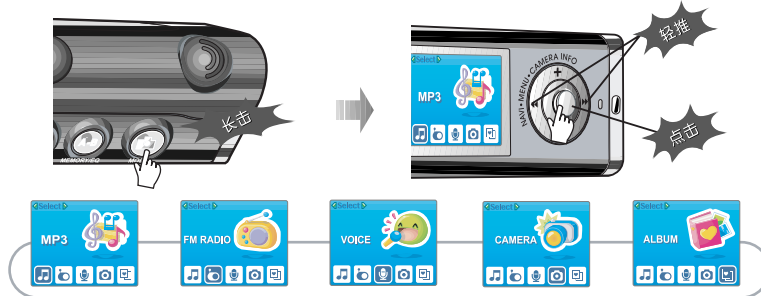 长击
MEMORY/EQ
轻推
点击
NAVI • MENU • CAMERA INFO
Select
MP3
Select
MP3
Select
FM RADIO
Select
VOICE
Select
CAMERA
Select
ALBUM